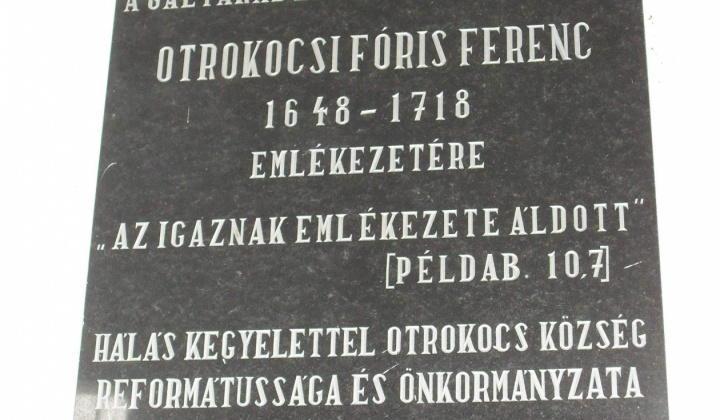 OTROKOCSI FÓRIS FERENC
1648-1718
EMLÉKEZETÉRE
„AZ IGAZNAK EMLÉKEZETE ÁLDOTT"
[PÉLDAB. 10,7]
HÁLÁS KEGYELETTEL OTROKOCS KÖZSÉG
REFORMÁTUSSÁGA ÉS ÖNKORMÁNYZATA